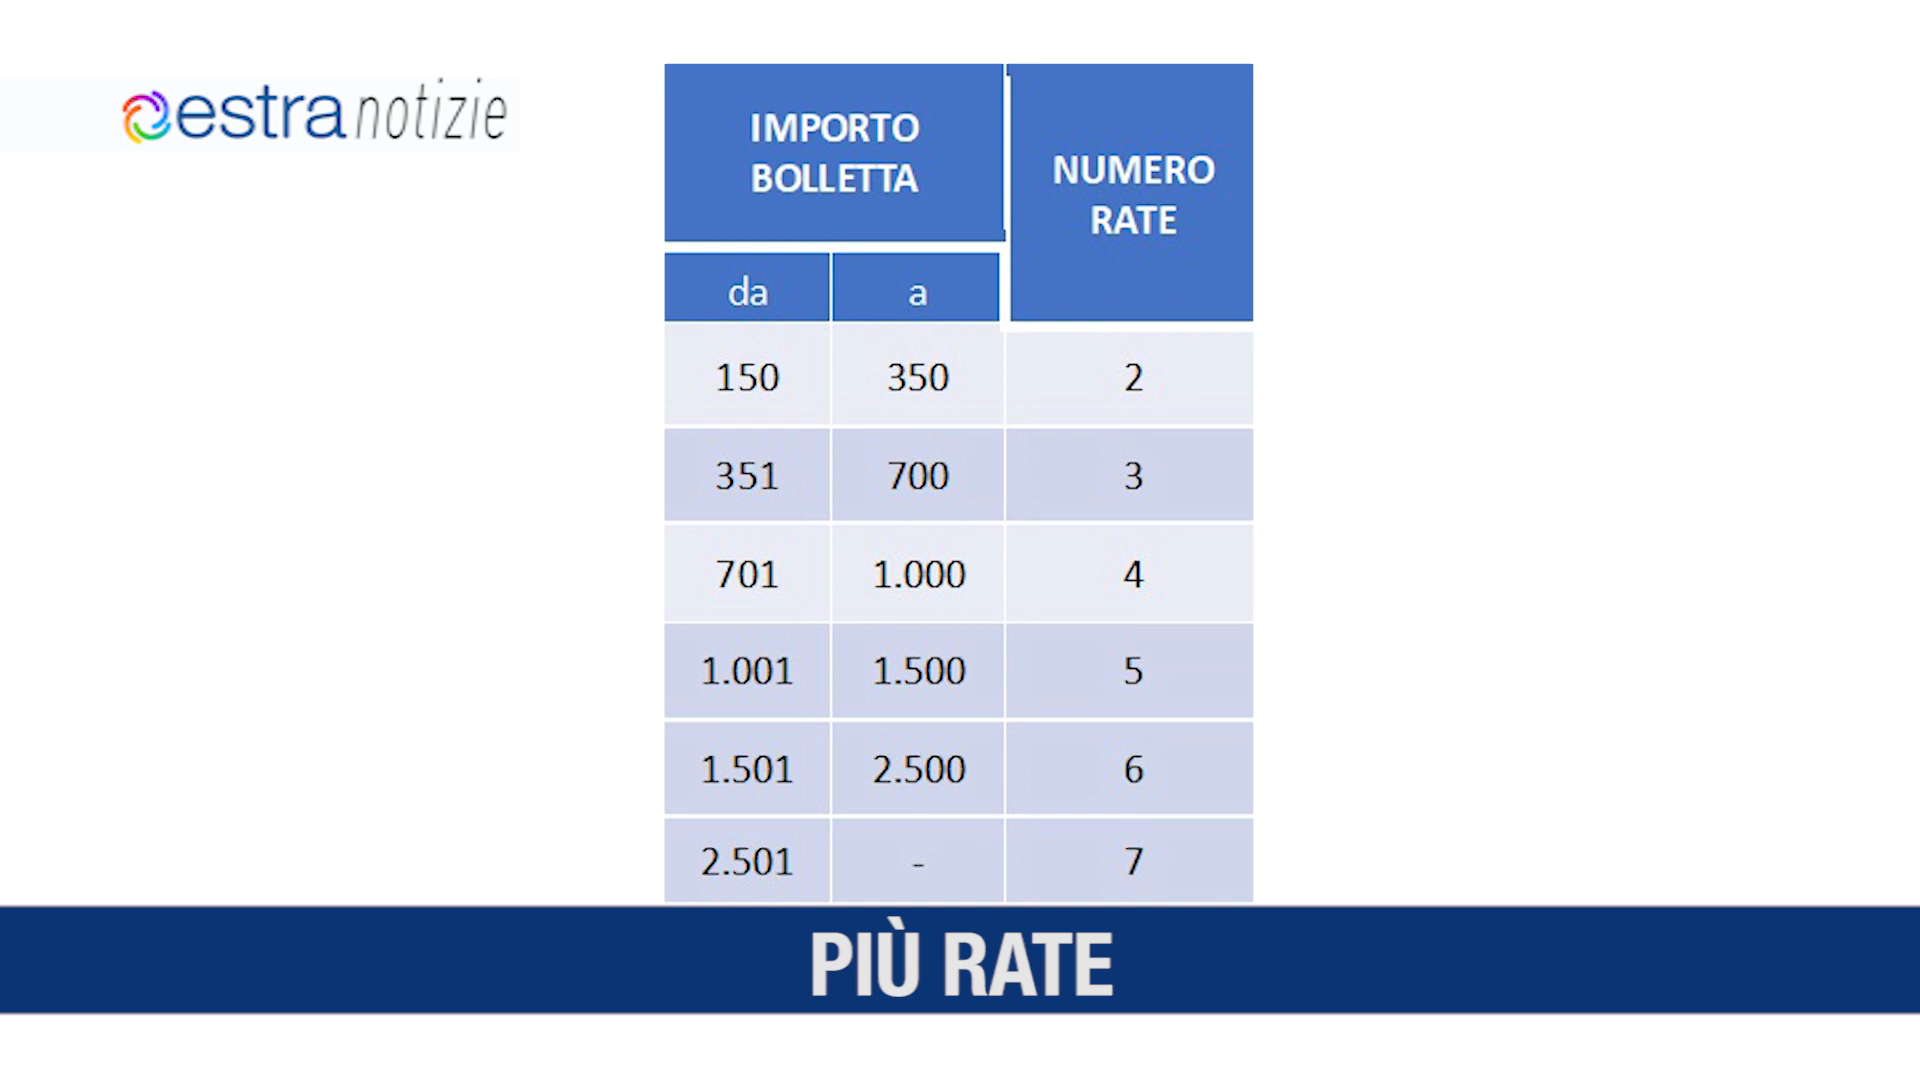 estra notizie
IMPORTO
BOLLETTA
NUMERO
RATE
da a
150 350 2
351 700 3
701 1.000 4
1.001 1.500 5
1.501 2.500 6
2.501 - 7
PIÙ RATE